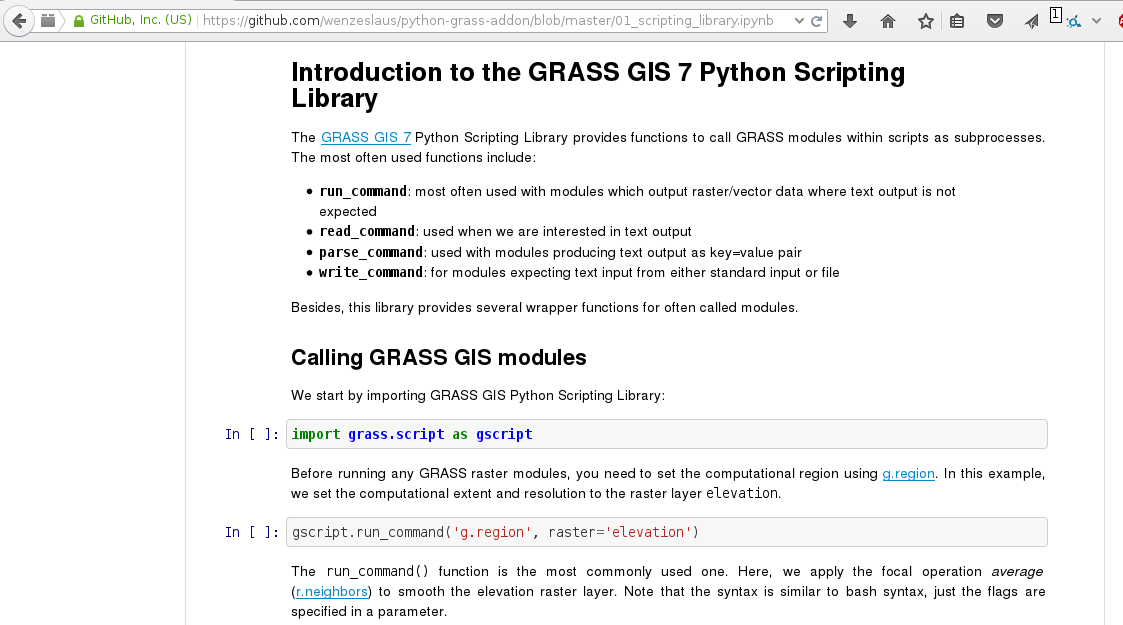 GitHub, Inc. (US)
https://github.com/wenzeslaus/python-grass-addon/blob/master/01_scripting_library.ipynb
1
Introduction to the GRASS GIS 7 Python Scripting
Library
The GRASS GIS 7 Python Scripting Library provides functions to call GRASS modules within scripts as subprocesses.
The most often used functions include:
• run_command: most often used with modules which output raster/vector data where text output is not
expected
• read_command: used when we are interested in text output
• parse_command: used with modules producing text output as key=value pair
• write_command: for modules expecting text input from either standard input or file
Besides, this library provides several wrapper functions for often called modules.
Calling GRASS GIS modules
We start by importing GRASS GIS Python Scripting Library:
In [ ]: import grass.script as gscript
Before running any GRASS raster modules, you need to set the computational region using g.region. In this example,
we set the computational extent and resolution to the raster layer elevation.
In [ ]: gscript.run_command('g.region', raster='elevation')
The run_command() function is the most commonly used one. Here, we apply the focal operation average
(r.neighbors) to smooth the elevation raster layer. Note that the syntax is similar to bash syntax, just the flags are
specified in a parameter.